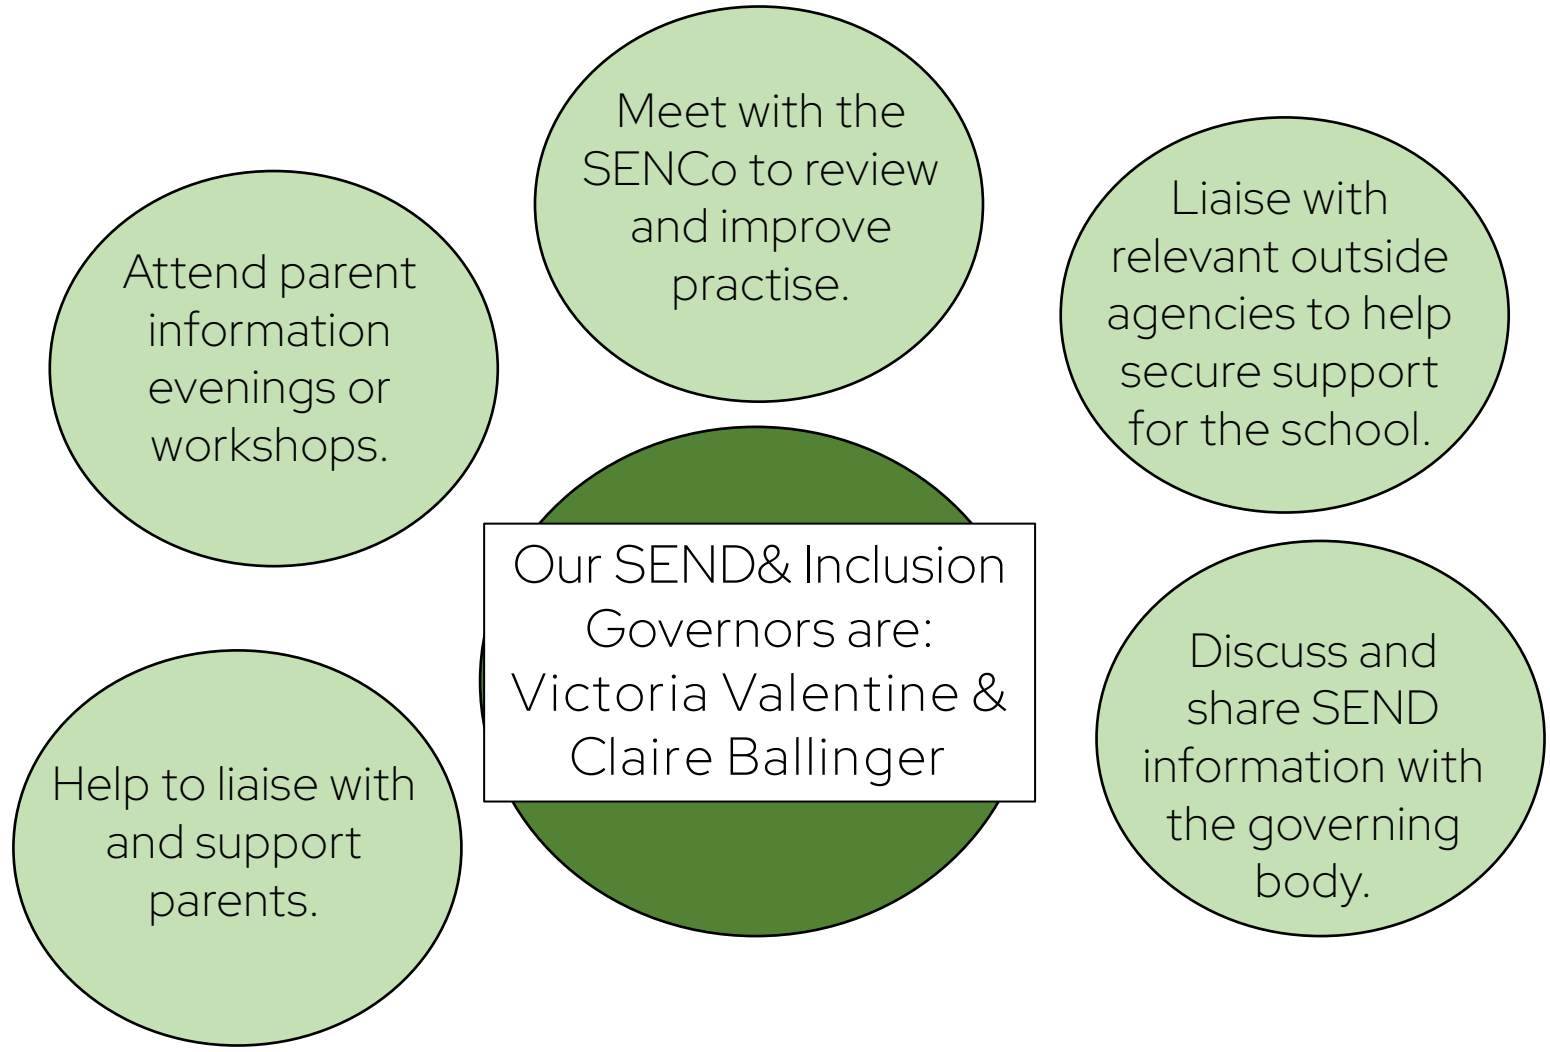 Meet with the
SENCo to review
and improve
practise.
Attend parent
information
evenings or
workshops.
Liaise with
relevant outside
agencies to help
secure support
for the school.
Our SEND& Inclusion
Governors are:
Victoria Valentine &
Claire Ballinger
Help to liaise with
and support
parents.
Discuss and
share SEND
information with
the governing
body.